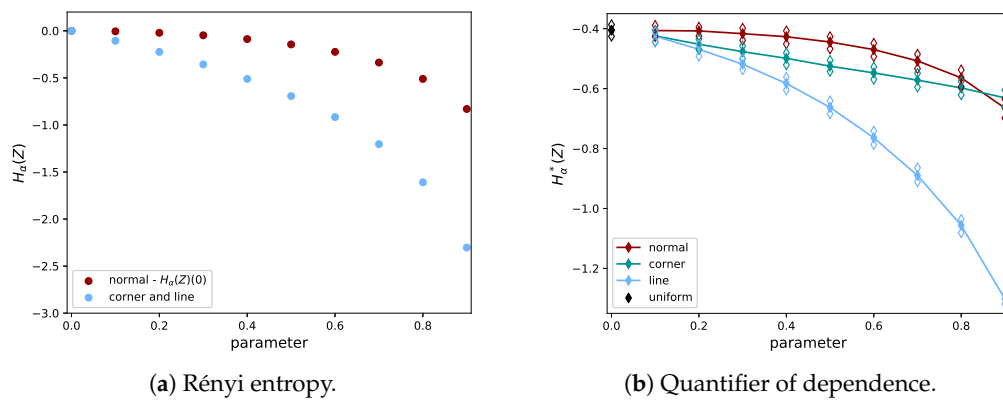 0.0
−0.5
−1.0
−1.5
−2.0
−2.5
−3.0
H_α(Z)
normal - H_α(Z)(0)
corner and line
0.0 0.2 0.4 0.6 0.8
parameter
(a) Rényi entropy.
−0.4
−0.6
−0.8
−1.0
−1.2
H_α*(Z)
normal
corner
line
uniform
0.0 0.2 0.4 0.6 0.8
parameter
(b) Quantifier of dependence.